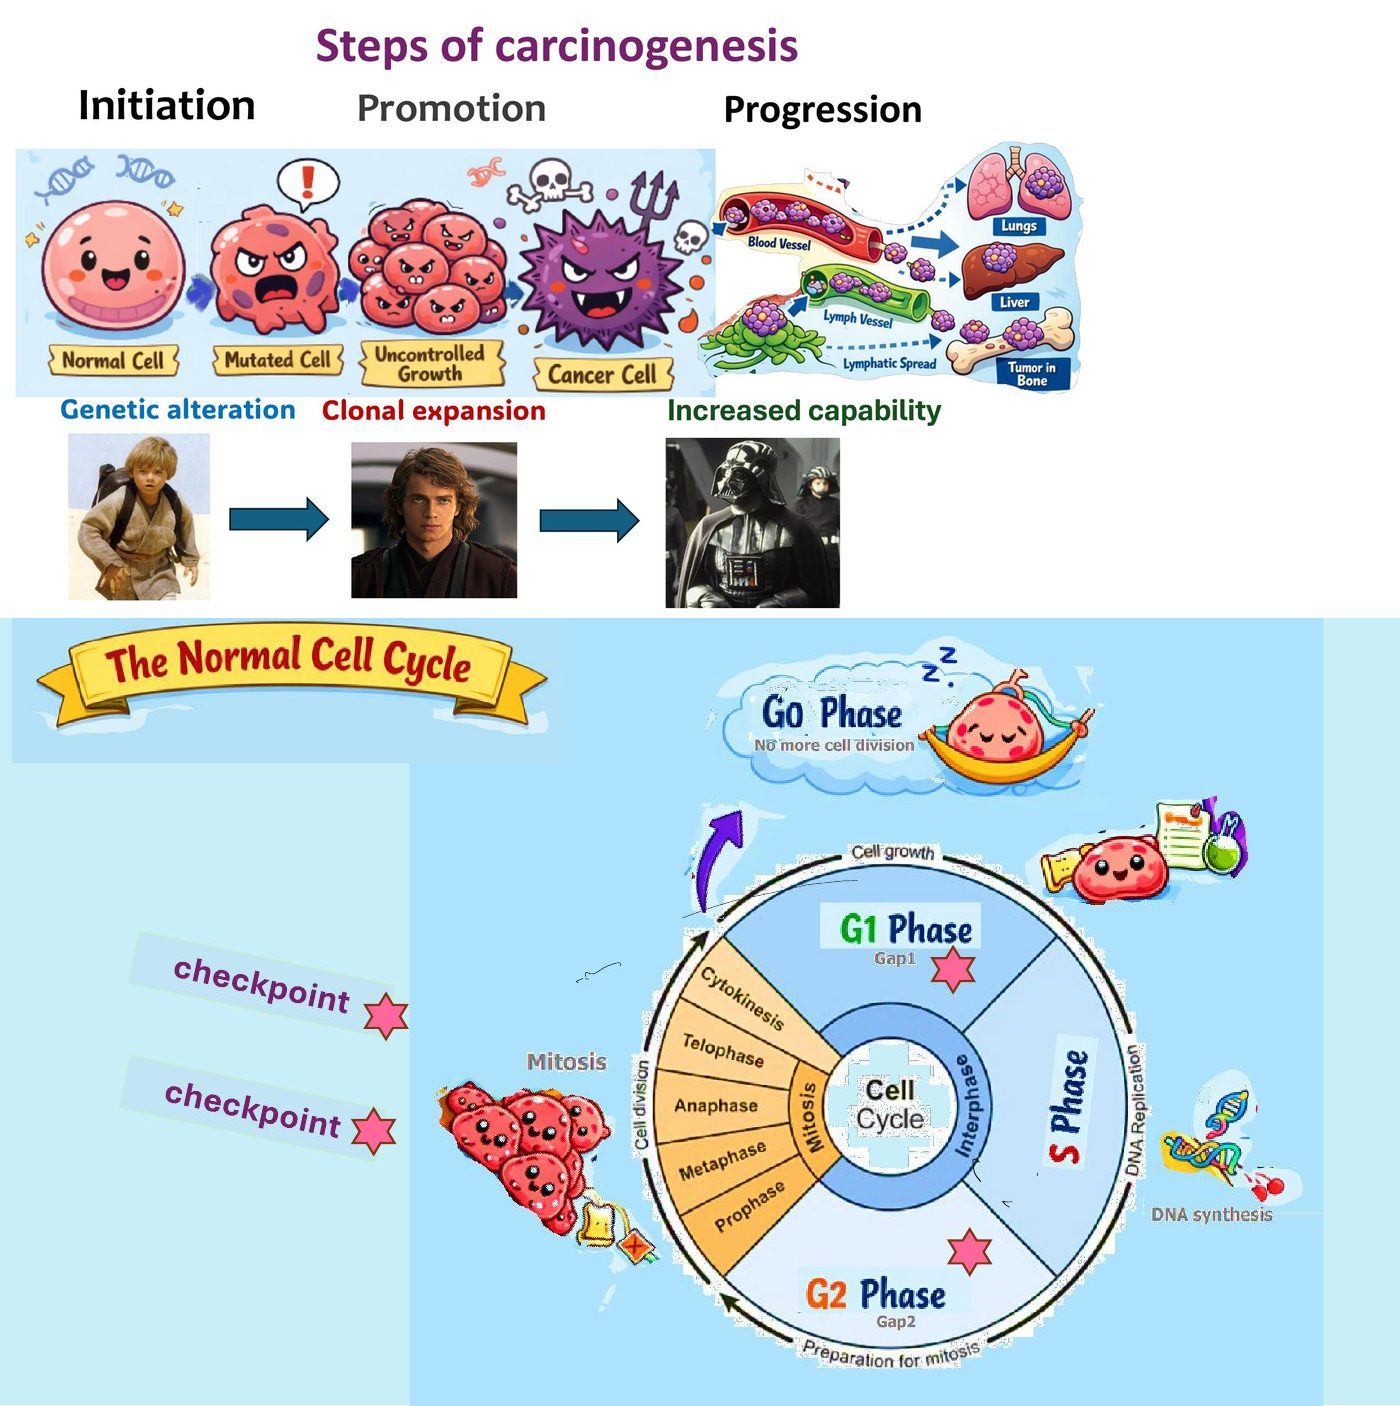 Steps of carcinogenesis
Initiation
Promotion
Progression
!
Normal Cell
Mutated Cell
Uncontrolled
Growth
Cancer Cell
Blood Vessel
Lymph Vessel
Lymphatic Spread
Lungs
Liver
Tumor in
Bone
Genetic alteration
Clonal expansion
Increased capability
The Normal Cell Cycle
Z
Z
Go Phase
No more cell division
Cell growth
G1 Phase
Gap1
checkpoint
checkpoint
Mitosis
Cell division
Cytokinesis
Telophase
Anaphase
Metaphase
Prophase
Mitosis
Cell
Cycle
Interphase
S Phase
DNA Replication
DNA synthesis
G2 Phase
Gap2
Preparation for mitosis